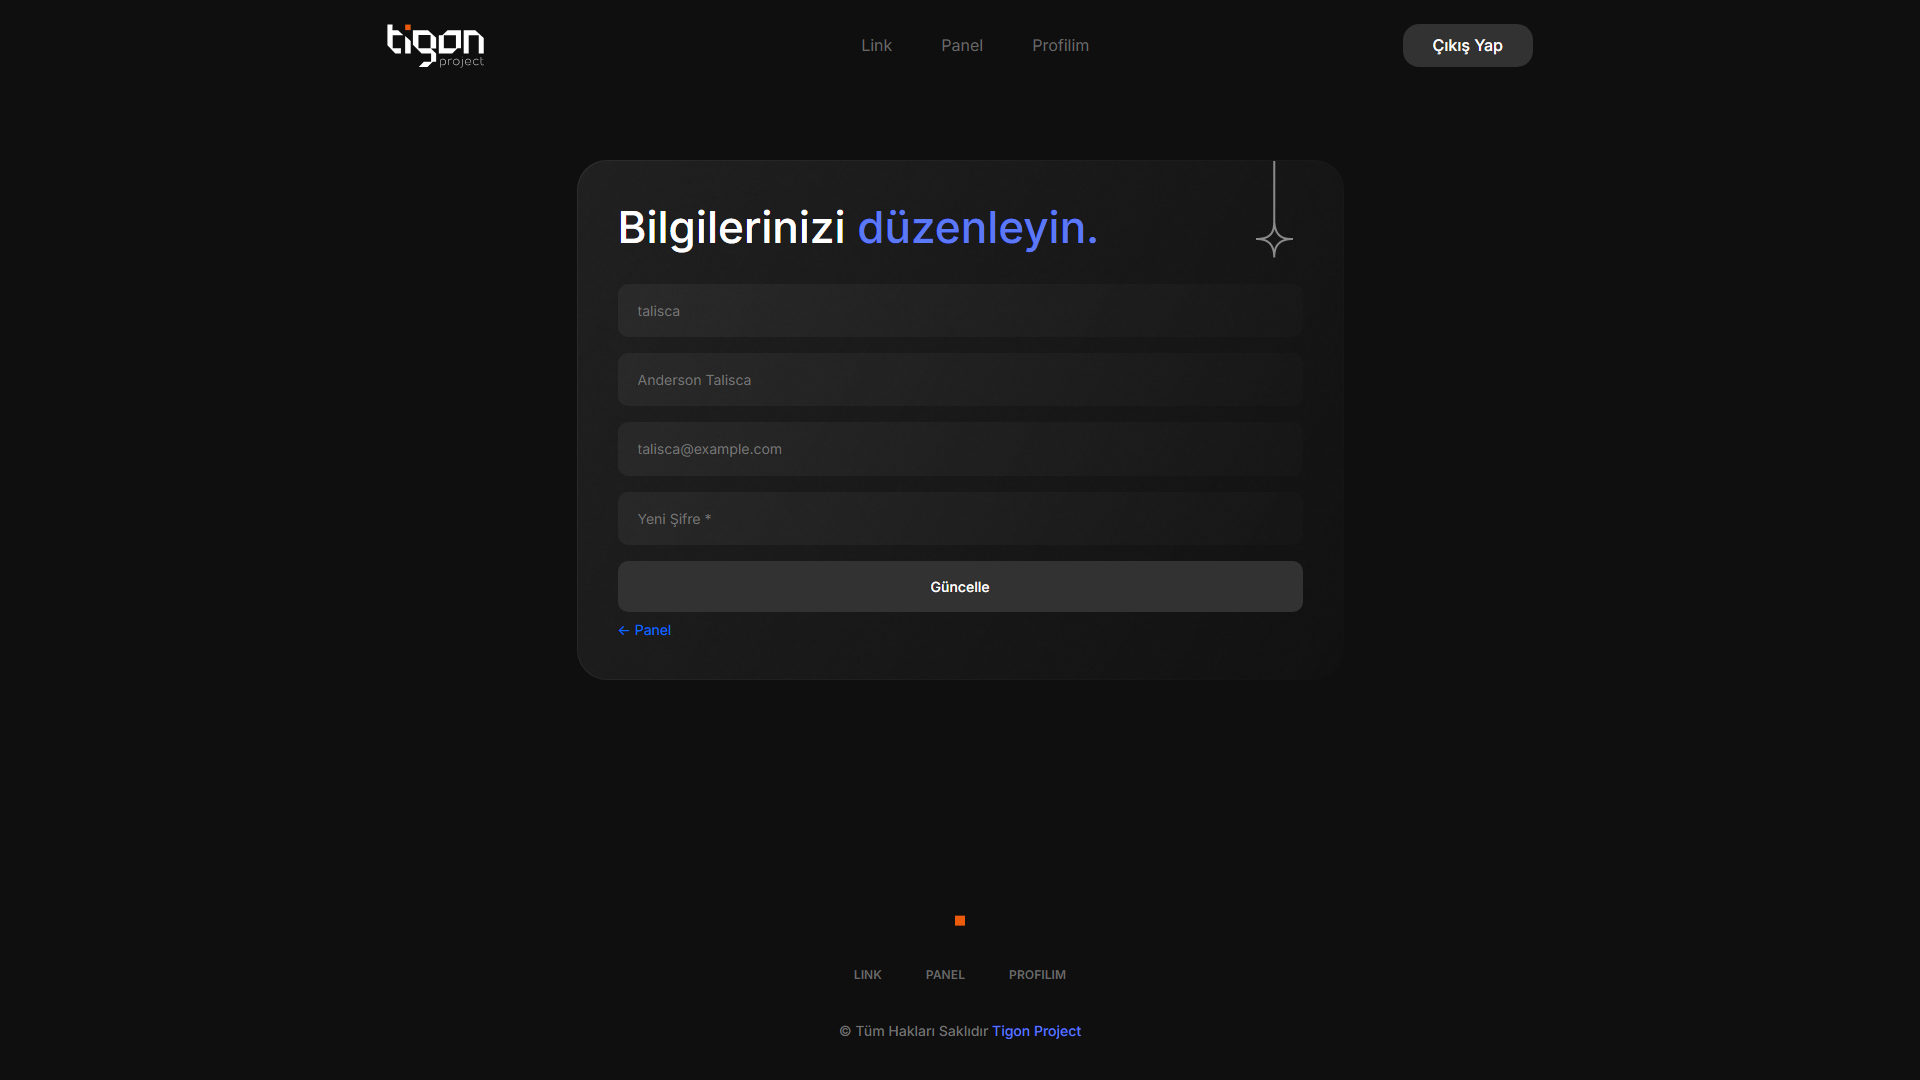 tigon
project
Link
Panel
Profilim
Çıkış Yap
Bilgilerinizi düzenleyin.
talisca
Anderson Talisca
talisca@example.com
Yeni Şifre *
Güncelle
← Panel
LINK
PANEL
PROFILIM
© Tüm Hakları Saklıdır Tigon Project